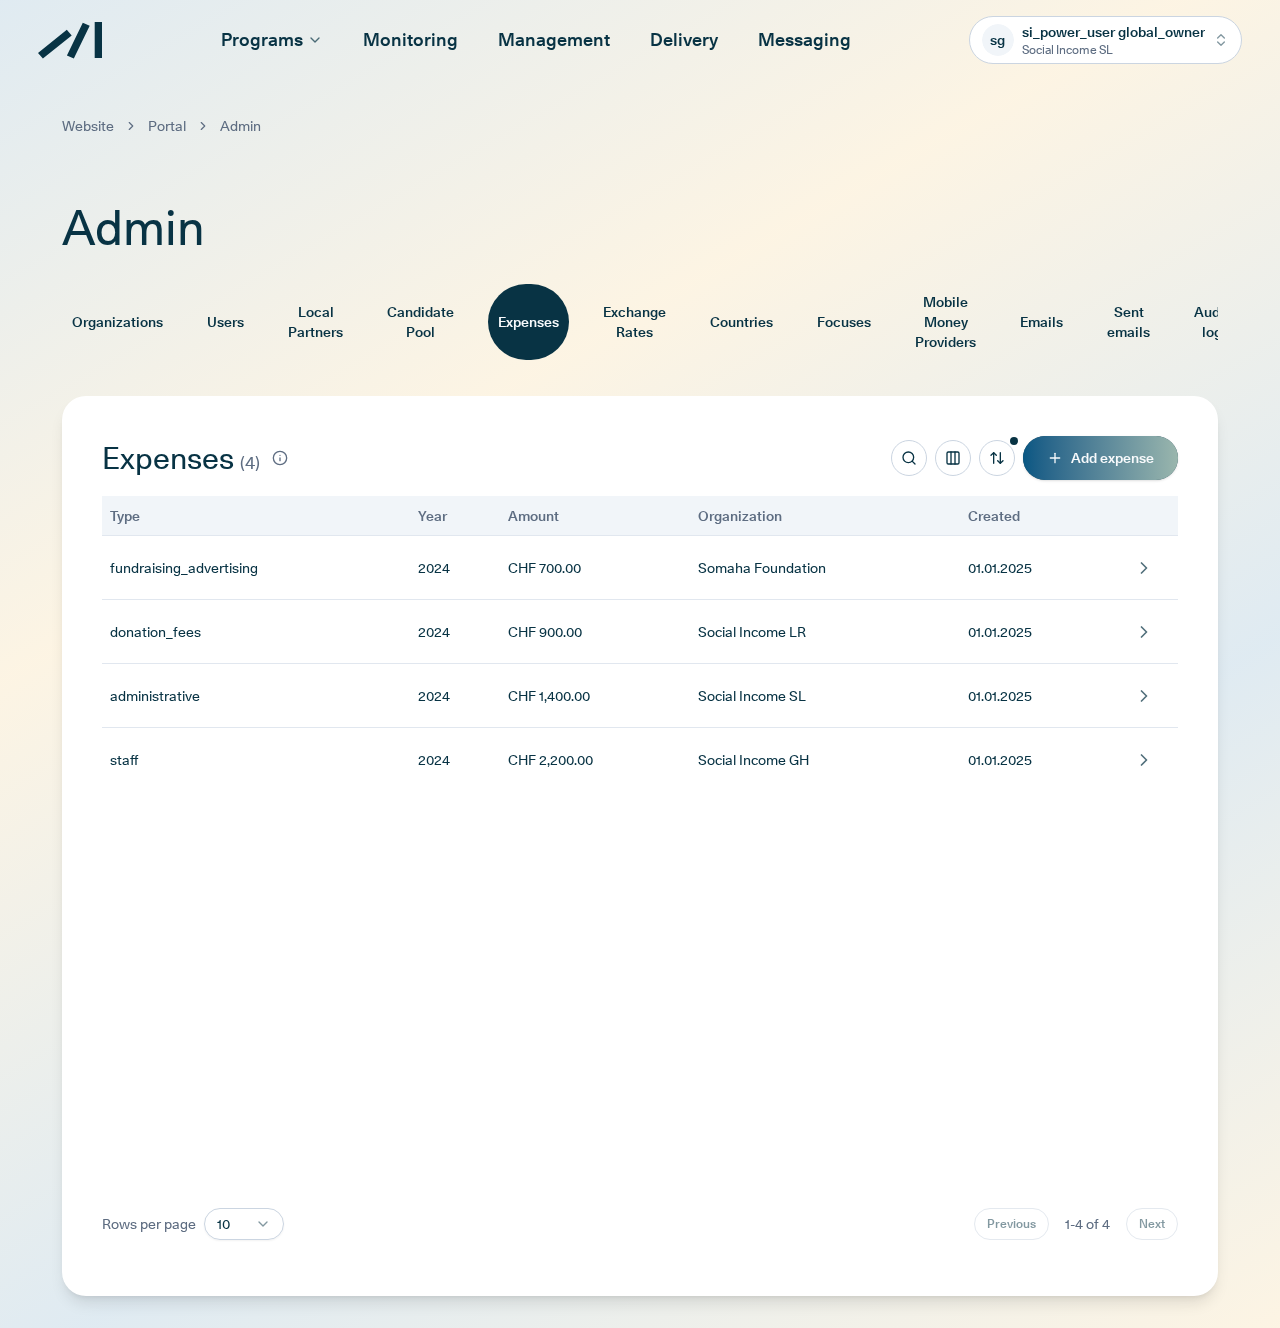 Programs
Monitoring
Management
Delivery
Messaging
sg
si_power_user global_owner
Social Income SL
Website
Portal
Admin
Admin
Organizations
Users
Local
Partners
Candidate
Pool
Expenses
Exchange
Rates
Countries
Focuses
Mobile
Money
Providers
Emails
Sent
emails
Expenses (4)
Add expense
Type Year Amount Organization Created
fundraising_advertising 2024 CHF 700.00 Somaha Foundation 01.01.2025
donation_fees 2024 CHF 900.00 Social Income LR 01.01.2025
administrative 2024 CHF 1,400.00 Social Income SL 01.01.2025
staff 2024 CHF 2,200.00 Social Income GH 01.01.2025
Rows per page 10
Previous 1-4 of 4 Next